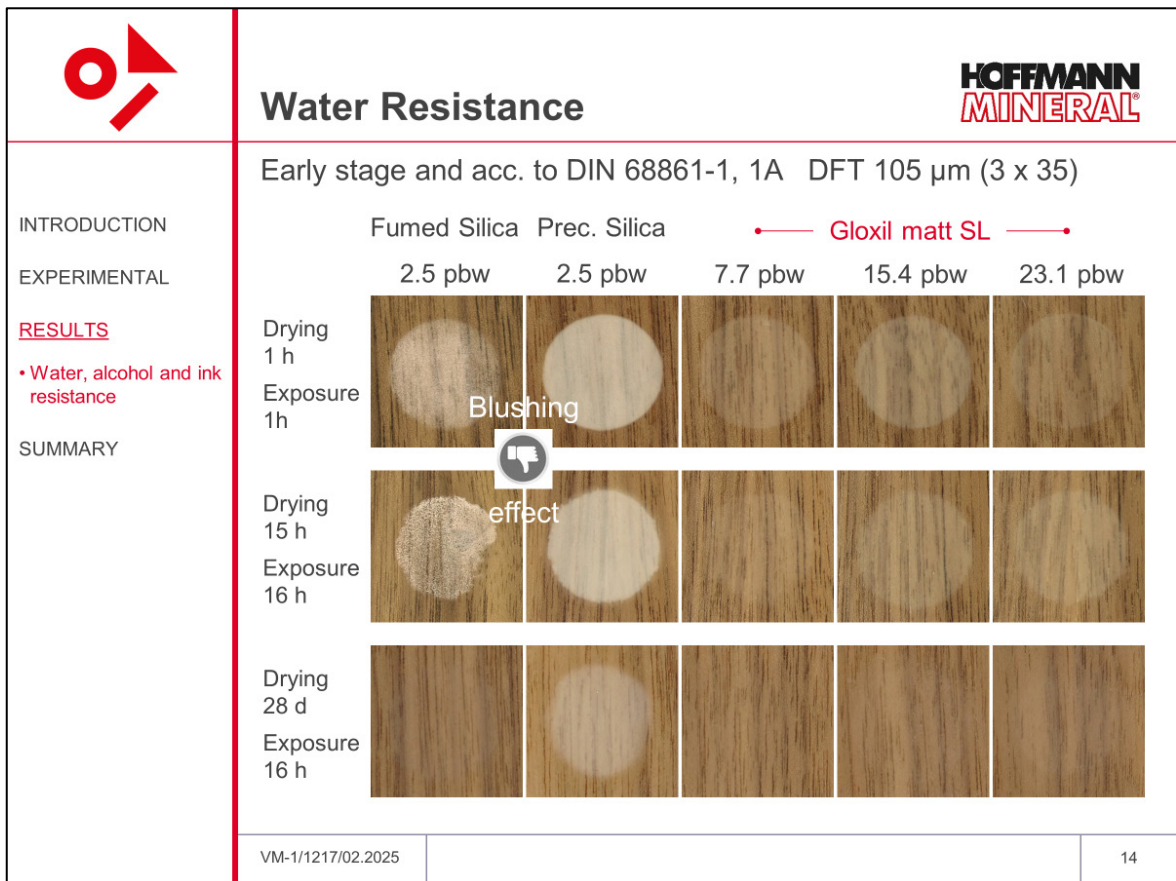 HOFFMANN
MINERAL®
Water Resistance
Early stage and acc. to DIN 68861-1, 1A DFT 105 µm (3 x 35)
INTRODUCTION
EXPERIMENTAL
RESULTS
• Water, alcohol and ink
resistance
SUMMARY
Fumed Silica Prec. Silica Gloxil matt SL
2.5 pbw 2.5 pbw 7.7 pbw 15.4 pbw 23.1 pbw
Drying
1 h
Exposure
1h
Blushing
effect
Drying
15 h
Exposure
16 h
Drying
28 d
Exposure
16 h
VM-1/1217/02.2025
14